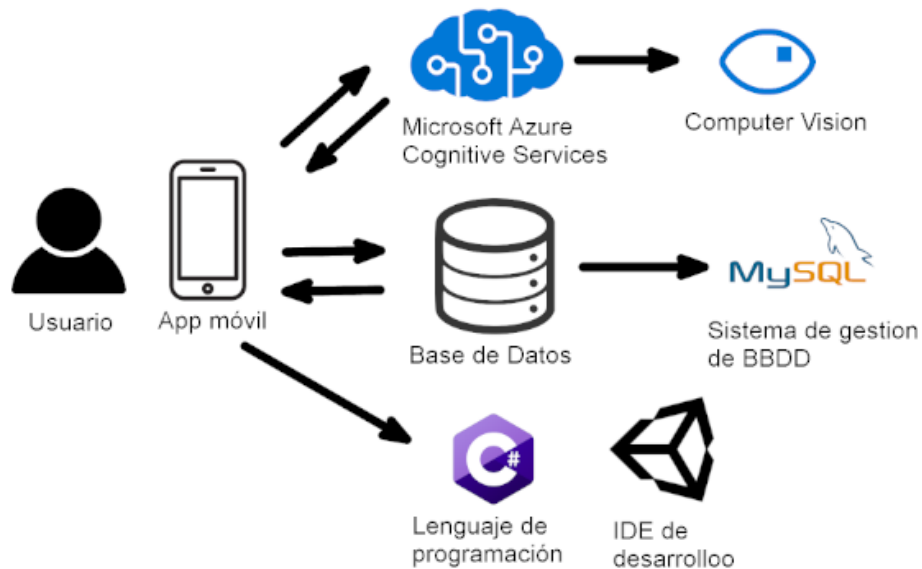 Microsoft Azure
Cognitive Services
Computer Vision
Usuario
App móvil
Base de Datos
MySQL
Sistema de gestion
de BBDD
C#
Lenguaje de
programación
IDE de
desarrolloo